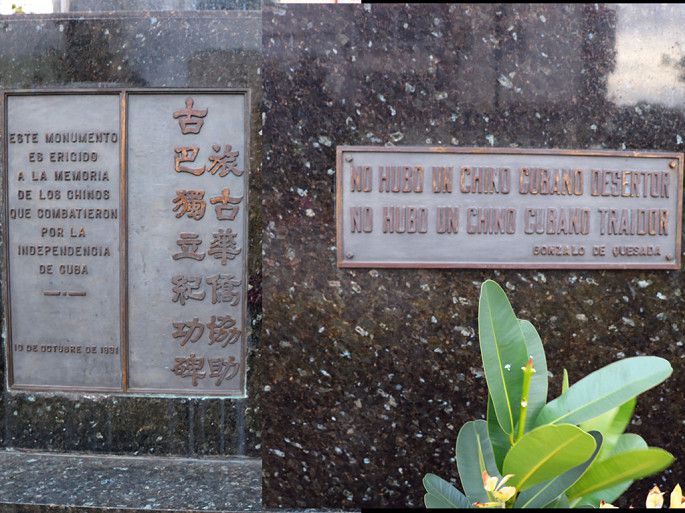 ESTE MONUMENTO
ES ERIGIDO
A LA MEMORIA
DE LOS CHINOS
QUE COMBATIERON
POR LA
INDEPENDENCIA
DE CUBA
10 DE OCTUBRE DE 1931
旅古華僑協助
古巴獨立紀功碑
NO HUBO UN CHINO CUBANO DESERTOR
NO HUBO UN CHINO CUBANO TRAIDOR
GONZALO DE QUESADA